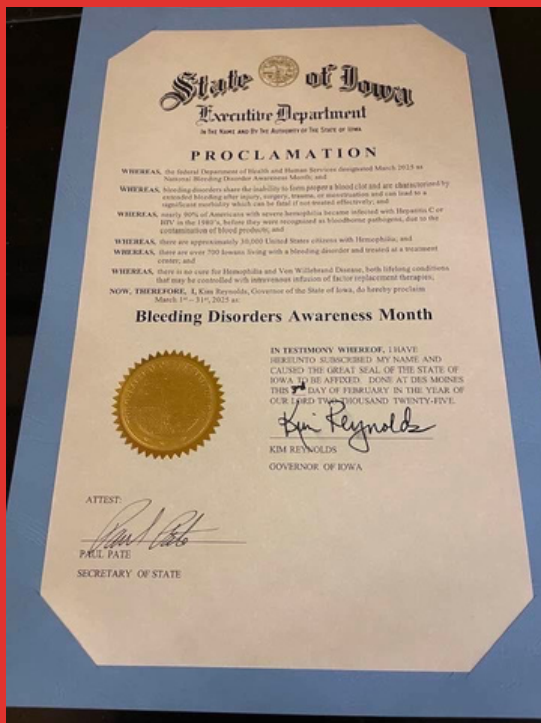 State of Iowa
Executive Department
IN THE NAME AND BY THE AUTHORITY OF THE STATE OF IOWA
PROCLAMATION
WHEREAS, the federal Department of Health and Human Services designated March 2025 as
National Bleeding Disorder Awareness Month; and
WHEREAS, bleeding disorders share the inability to form proper a blood clot and are characterized by
extended bleeding after injury, surgery, trauma, or menstruation and can lead to a
significant morbidity which can be fatal if not treated effectively; and
WHEREAS, nearly 90% of Americans with severe hemophilia became infected with Hepatitis C or
HIV in the 1980's, before they were recognized as bloodborne pathogens, due to the
contamination of blood products; and
WHEREAS, there are approximately 30,000 United States citizens with Hemophilia; and
WHEREAS, there are over 700 Iowans living with a bleeding disorder and treated at a treatment
center; and
WHEREAS, there is no cure for Hemophilia and Von Willebrand Disease, both lifelong conditions
that may be controlled with intravenous infusion of factor replacement therapies;
NOW, THEREFORE, I, Kim Reynolds, Governor of the State of Iowa, do hereby proclaim
March 1st – 31st, 2025 as:
Bleeding Disorders Awareness Month
IN TESTIMONY WHEREOF, I HAVE
HEREUNTO SUBSCRIBED MY NAME AND
CAUSED THE GREAT SEAL OF THE STATE OF
IOWA TO BE AFFIXED. DONE AT DES MOINES
THIS DAY OF FEBRUARY IN THE YEAR OF
OUR LORD TWO THOUSAND TWENTY-FIVE.
Kim Reynolds
KIM REYNOLDS
GOVERNOR OF IOWA
ATTEST:
Paul Pate
PAUL PATE
SECRETARY OF STATE